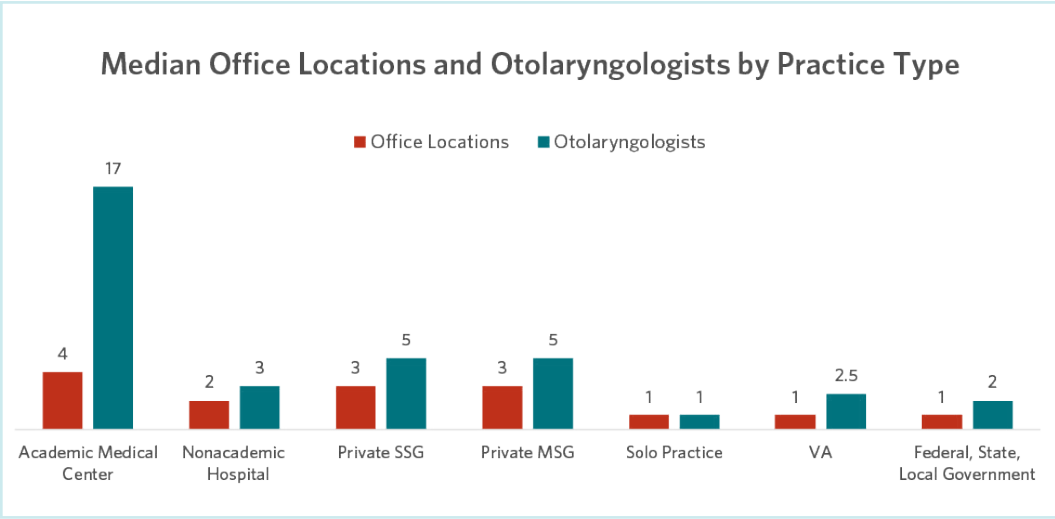 Median Office Locations and Otolaryngologists by Practice Type
Office Locations Otolaryngologists
4 17
2 3
3 5
3 5
1 1
1 2.5
1 2
Academic Medical
Center
Nonacademic
Hospital
Private SSG
Private MSG
Solo Practice
VA
Federal, State,
Local Government